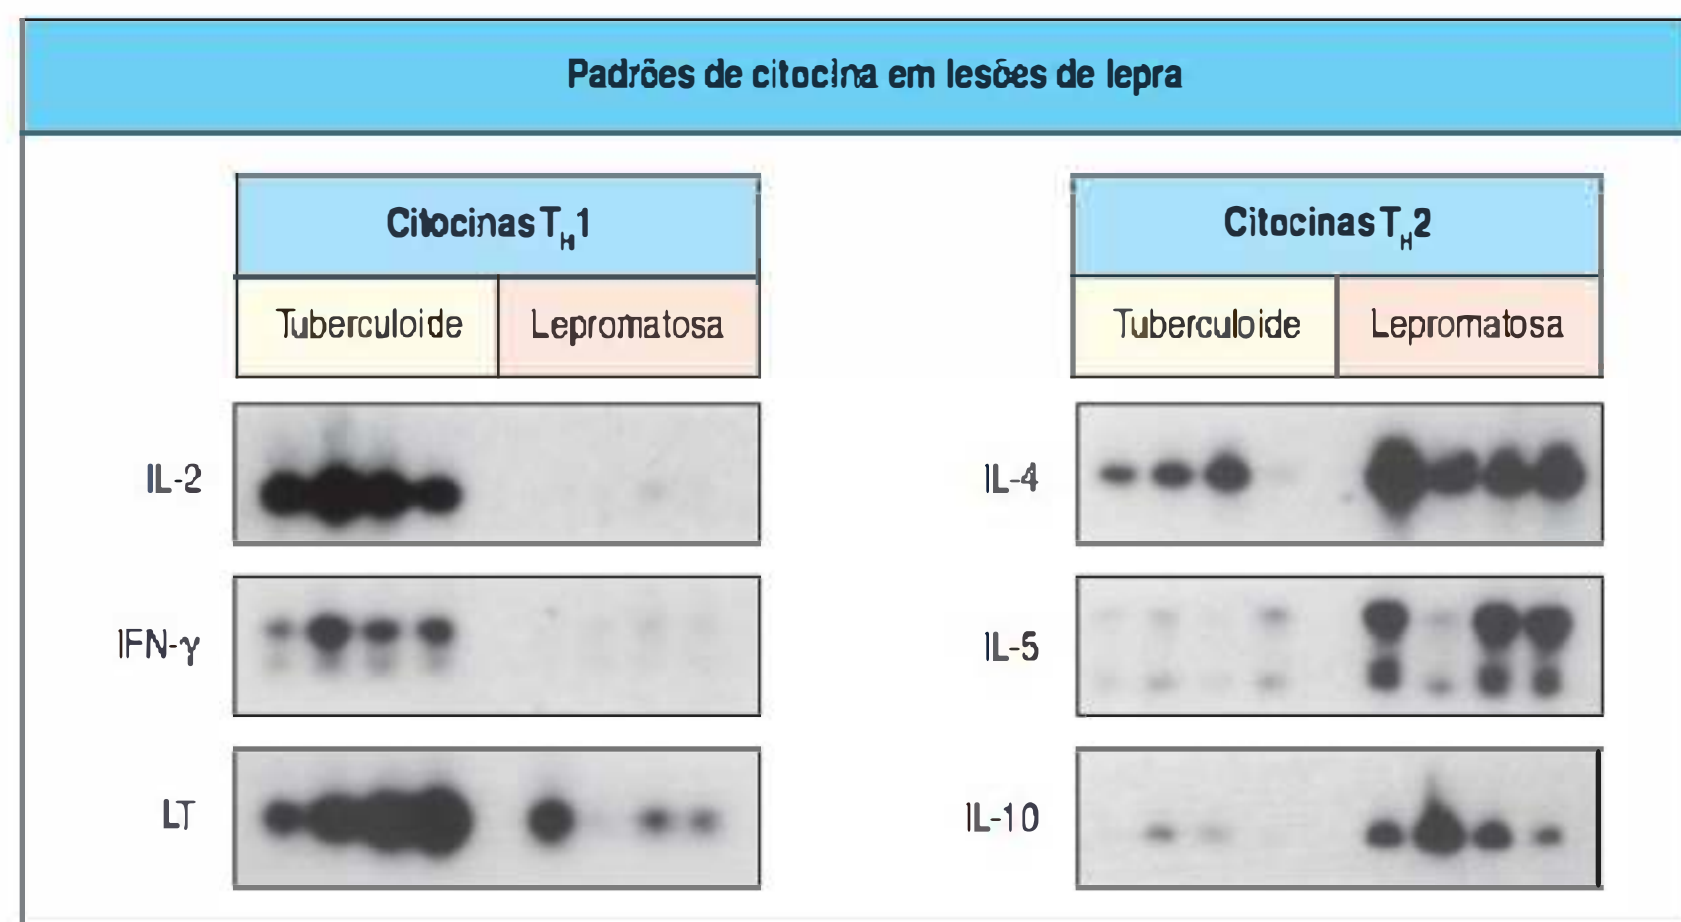 Padrões de citocina em lesões de lepra
Citocinas TH1
Citocinas TH2
Tuberculoide Lepromatosa
Tuberculoide Lepromatosa
IL-2
IL-4
IFN-γ
IL-5
LT
IL-10